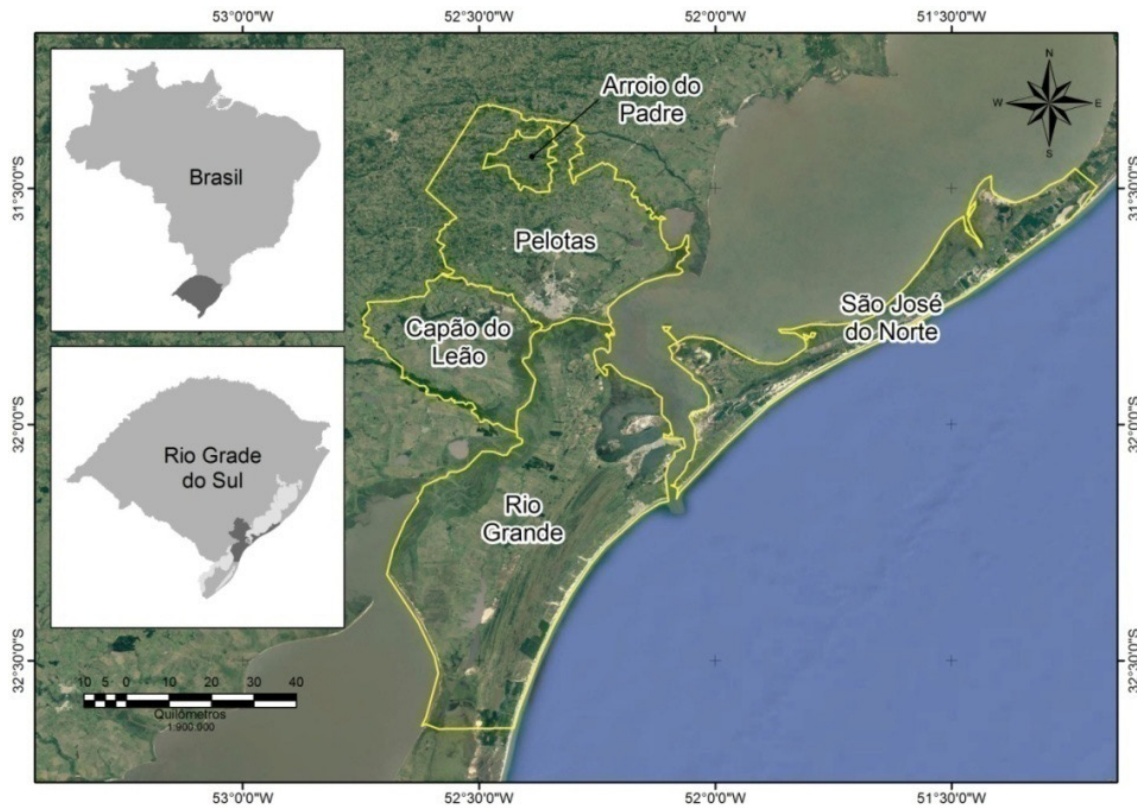 53°0'0"W 52°30'0"W 52°0'0"W 51°30'0"W
N
W E
S
Brasil
Arroio do
Padre
31°30'0"S
31°30'0"S
Pelotas
São José
do Norte
Capão do
Leão
Rio Grade
do Sul
32°0'0"S
32°0'0"S
Rio
Grande
32°30'0"S
32°30'0"S
10 5 0 10 20 30 40
Quilômetros
1:900.000
53°0'0"W 52°30'0"W 52°0'0"W 51°30'0"W